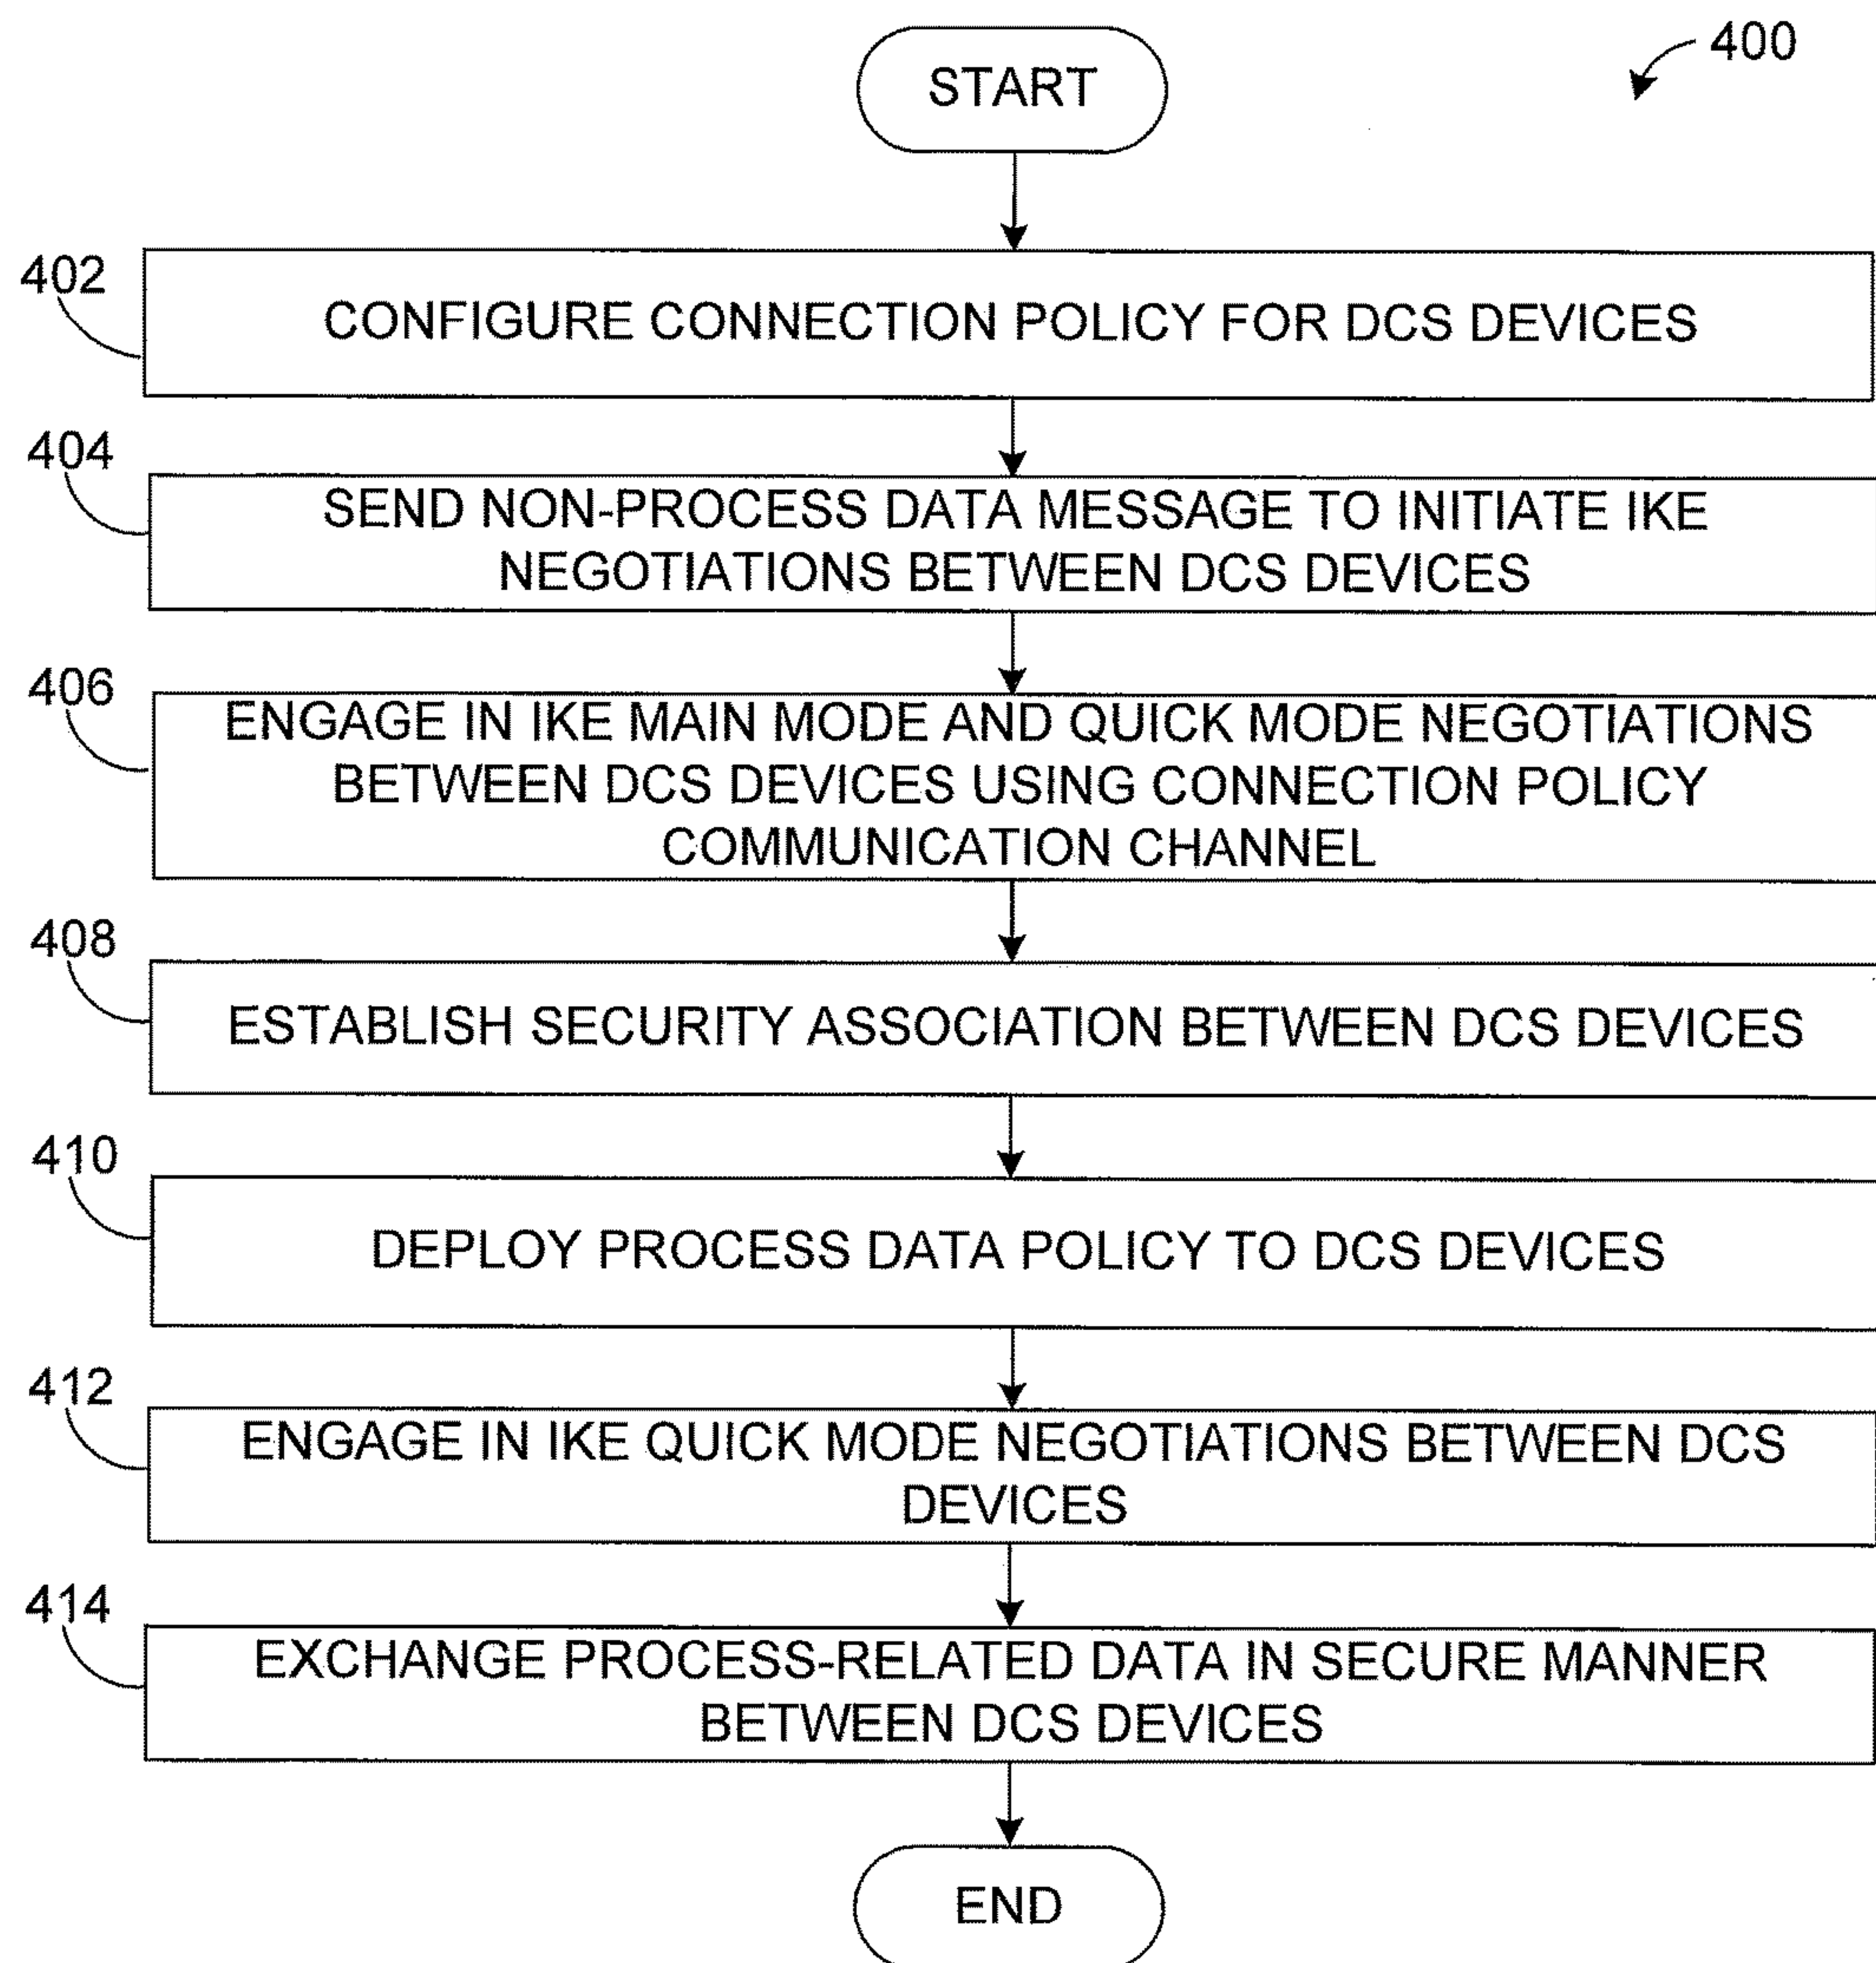 400
START
402
CONFIGURE CONNECTION POLICY FOR DCS DEVICES
404
SEND NON-PROCESS DATA MESSAGE TO INITIATE IKE
NEGOTIATIONS BETWEEN DCS DEVICES
406
ENGAGE IN IKE MAIN MODE AND QUICK MODE NEGOTIATIONS
BETWEEN DCS DEVICES USING CONNECTION POLICY
COMMUNICATION CHANNEL
408
ESTABLISH SECURITY ASSOCIATION BETWEEN DCS DEVICES
410
DEPLOY PROCESS DATA POLICY TO DCS DEVICES
412
ENGAGE IN IKE QUICK MODE NEGOTIATIONS BETWEEN DCS
DEVICES
414
EXCHANGE PROCESS-RELATED DATA IN SECURE MANNER
BETWEEN DCS DEVICES
END